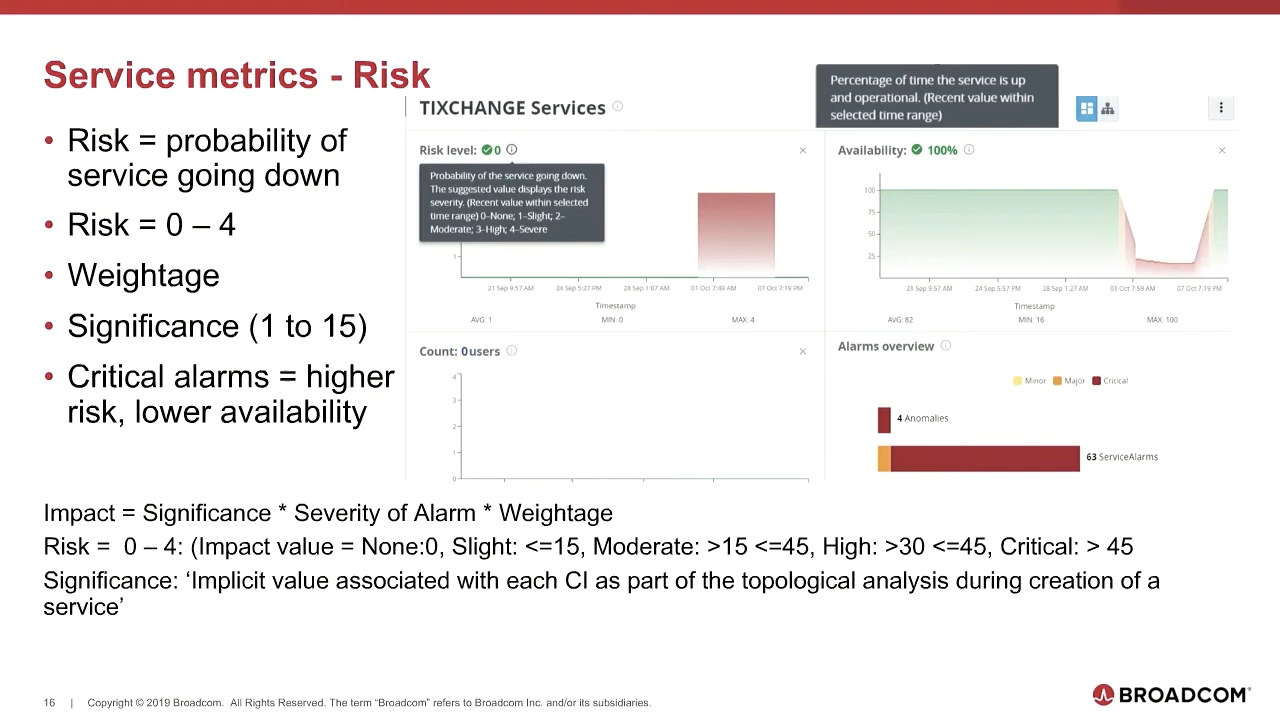 Service metrics - Risk
• Risk = probability of
service going down
• Risk = 0 – 4
• Weightage
• Significance (1 to 15)
• Critical alarms = higher
risk, lower availability
TIXCHANGE Services
Percentage of time the service is up
and operational. (Recent value within
selected time range)
Risk level: 0
Probability of the service going down.
The suggested value displays the risk
severity. (Recent value within selected
time range) 0–None; 1–Slight; 2–
Moderate; 3–High; 4–Severe
1
21 Sep 9:57 AM 24 Sep 5:27 PM 28 Sep 1:07 AM 01 Oct 7:49 AM 07 Oct 7:19 PM
Timestamp
AVG: 1 MIN: 0 MAX: 4
Availability: 100%
100
75
50
25
21 Sep 9:57 AM 24 Sep 5:57 PM 28 Sep 1:27 AM 01 Oct 7:59 AM 07 Oct 7:19 PM
Timestamp
AVG: 82 MIN: 16 MAX: 100
Count: 0users
4
3
2
1
0
Alarms overview
Minor Major Critical
4 Anomalies
63 ServiceAlarms
Impact = Significance * Severity of Alarm * Weightage
Risk = 0 – 4: (Impact value = None:0, Slight: <=15, Moderate: >15 <=45, High: >30 <=45, Critical: > 45
Significance: ‘Implicit value associated with each CI as part of the topological analysis during creation of a
service’
16 | Copyright © 2019 Broadcom. All Rights Reserved. The term “Broadcom” refers to Broadcom Inc. and/or its subsidiaries.
BROADCOM®